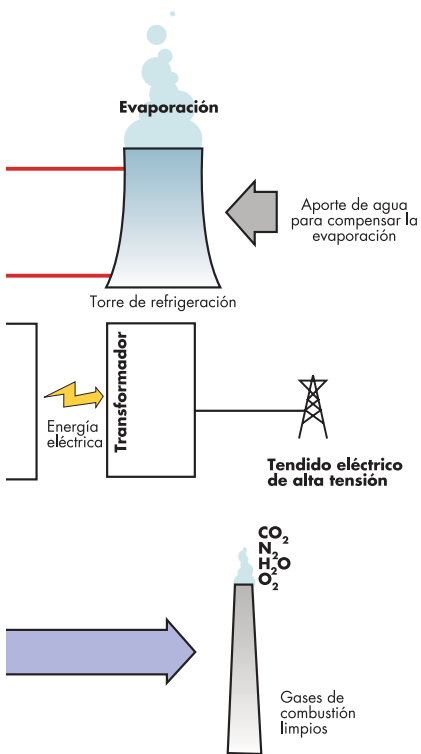 Evaporación
Aporte de agua
para compensar la
evaporación
Torre de refrigeración
Transformador
Energía
eléctrica
Tendido eléctrico
de alta tensión
CO₂
N₂
H₂O
O₂
Gases de
combustión
limpios